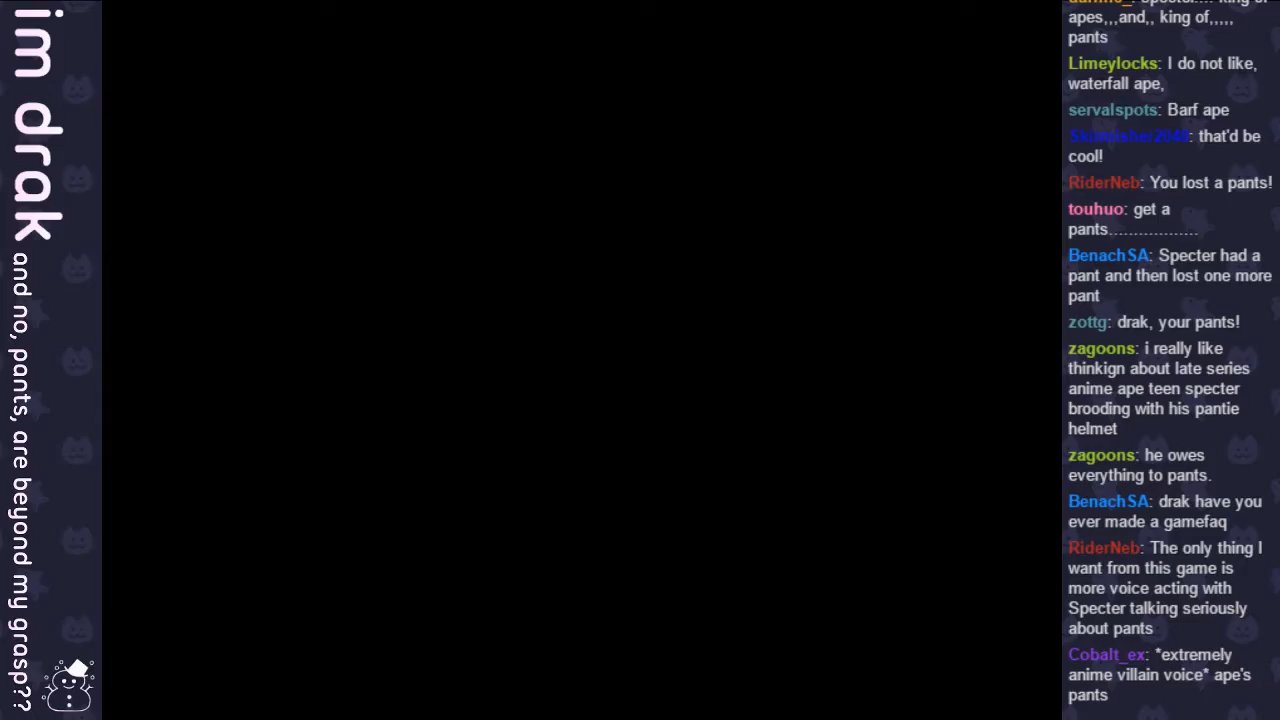 im drak
and no, pants, are beyond my grasp??
apes,,,and,, king of,,,,,
pants
Limeylocks: I do not like,
waterfall ape,
servalspots: Barf ape
Skirmisher2048: that'd be
cool!
RiderNeb: You lost a pants!
touhuo: get a
pants..................
BenachSA: Specter had a
pant and then lost one more
pant
zottg: drak, your pants!
zagoons: i really like
thinkign about late series
anime ape teen specter
brooding with his pantie
helmet
zagoons: he owes
everything to pants.
BenachSA: drak have you
ever made a gamefaq
RiderNeb: The only thing I
want from this game is
more voice acting with
Specter talking seriously
about pants
Cobalt_ex: *extremely
anime villain voice* ape's
pants